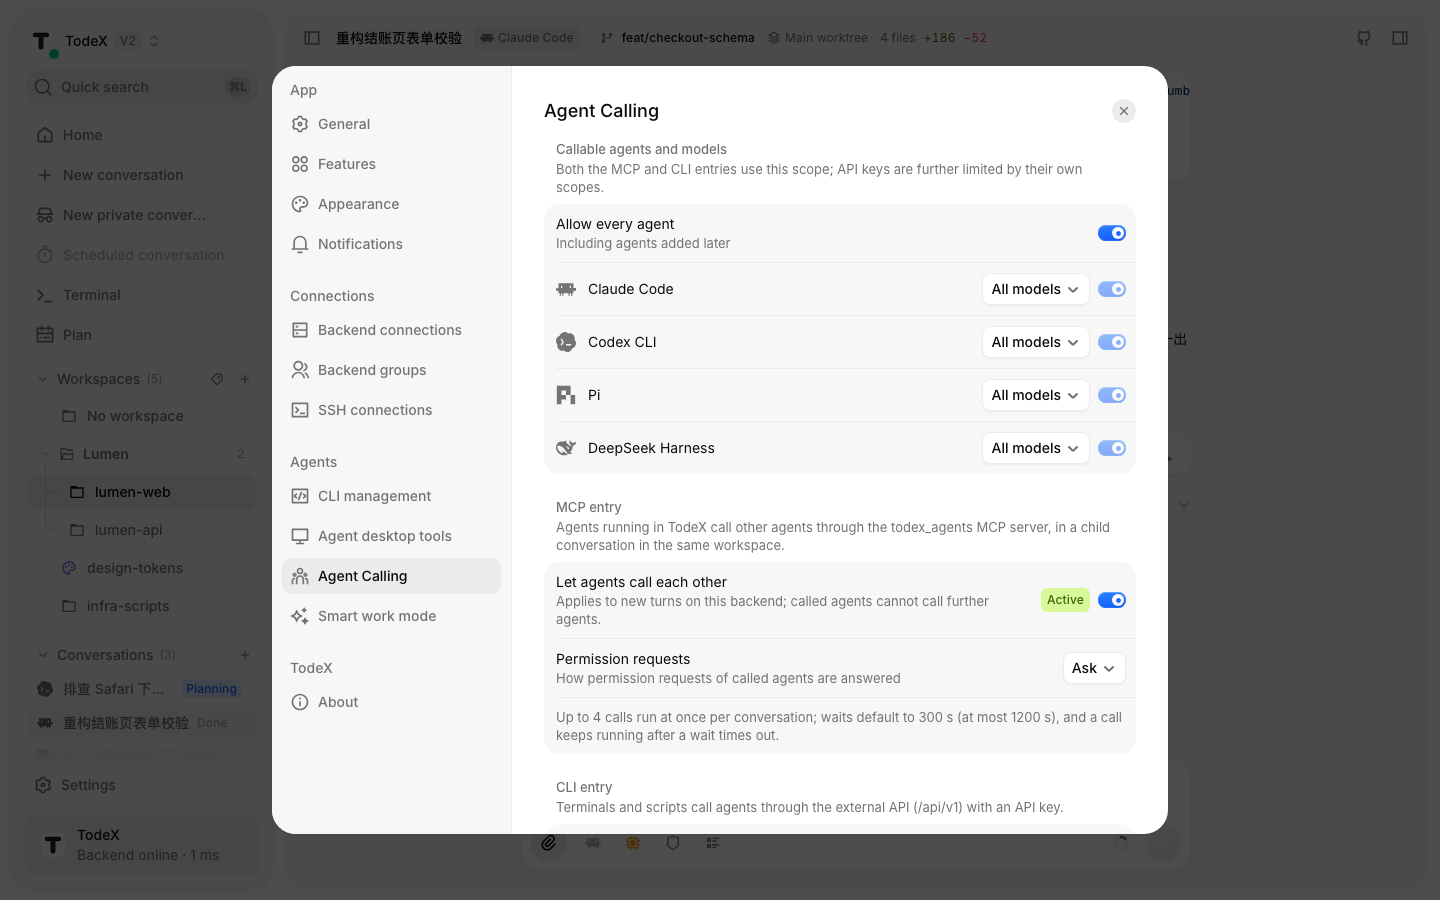 TodeX V2
Quick search ⌘L
Home
New conversation
New private conver...
Scheduled conversation
Terminal
Plan
Workspaces (5)
No workspace
Lumen 2
lumen-web
lumen-api
design-tokens
infra-scripts
Conversations (3)
排查 Safari 下... Planning
重构结账页表单校验 Done
Settings
TodeX
Backend online · 1 ms
重构结账页表单校验 Claude Code feat/checkout-schema Main worktree 4 files +186 −52
umb
出
App
General
Features
Appearance
Notifications
Connections
Backend connections
Backend groups
SSH connections
Agents
CLI management
Agent desktop tools
Agent Calling
Smart work mode
TodeX
About
Agent Calling
Callable agents and models
Both the MCP and CLI entries use this scope; API keys are further limited by their own
scopes.
Allow every agent
Including agents added later
Claude Code All models
Codex CLI All models
Pi All models
DeepSeek Harness All models
MCP entry
Agents running in TodeX call other agents through the todex_agents MCP server, in a child
conversation in the same workspace.
Let agents call each other
Applies to new turns on this backend; called agents cannot call further
agents.
Active
Permission requests
How permission requests of called agents are answered
Ask
Up to 4 calls run at once per conversation; waits default to 300 s (at most 1200 s), and a call
keeps running after a wait times out.
CLI entry
Terminals and scripts call agents through the external API (/api/v1) with an API key.